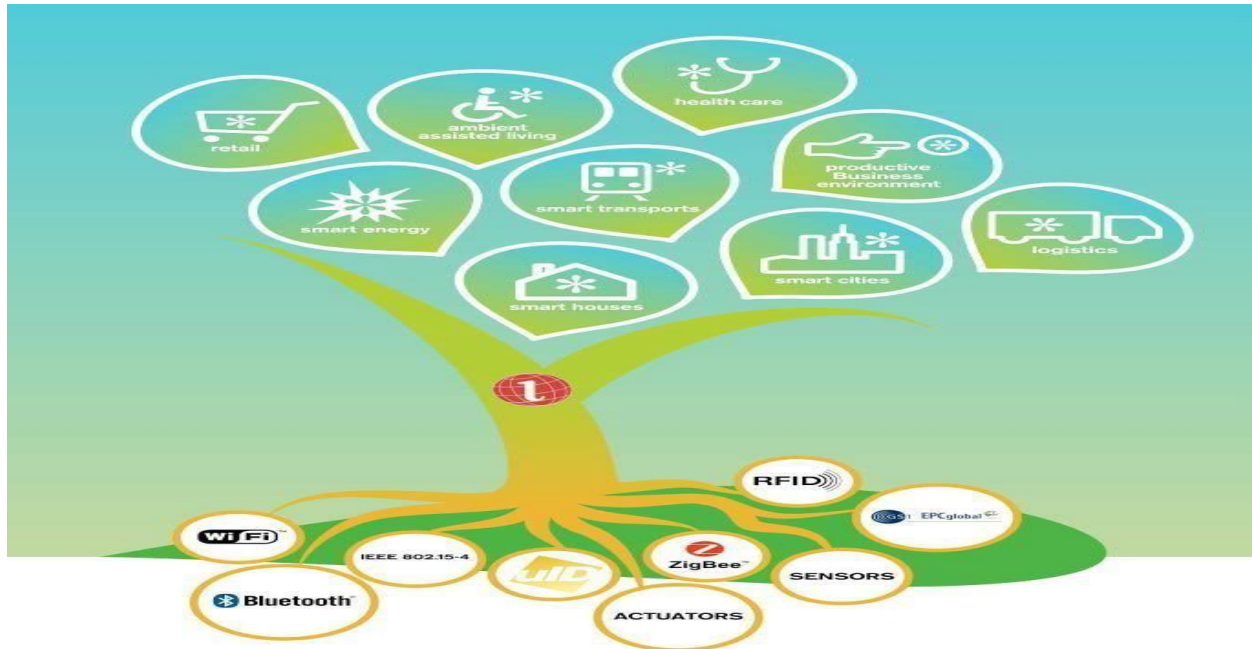 health care
ambient
assisted living
retail
productive
Business
environment
smart transports
smart energy
logistics
smart cities
smart houses
RFID
GS1 EPCglobal
WiFi
IEEE 802.15-4
uID
ZigBee
SENSORS
Bluetooth
ACTUATORS